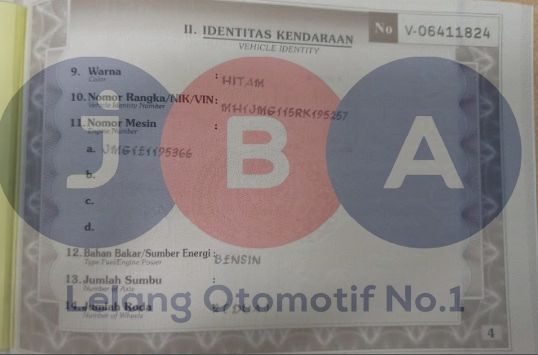 II. IDENTITAS KENDARAAN
VEHICLE IDENTITY
No V-06411824
9. Warna : HITAM
Color
10. Nomor Rangka/NIK/VIN: MH1JMG115RK195257
Vehicle Identity Number
11. Nomor Mesin :
Engine Number
a. JMG1E1195366
b.
c.
d.
12. Bahan Bakar/Sumber Energi : BENSIN
Type Fuel/Engine Power
13. Jumlah Sumbu :
Number of Axle
14. Jumlah Roda
Number of Wheels
JBA
Lelang Otomotif No.1
4